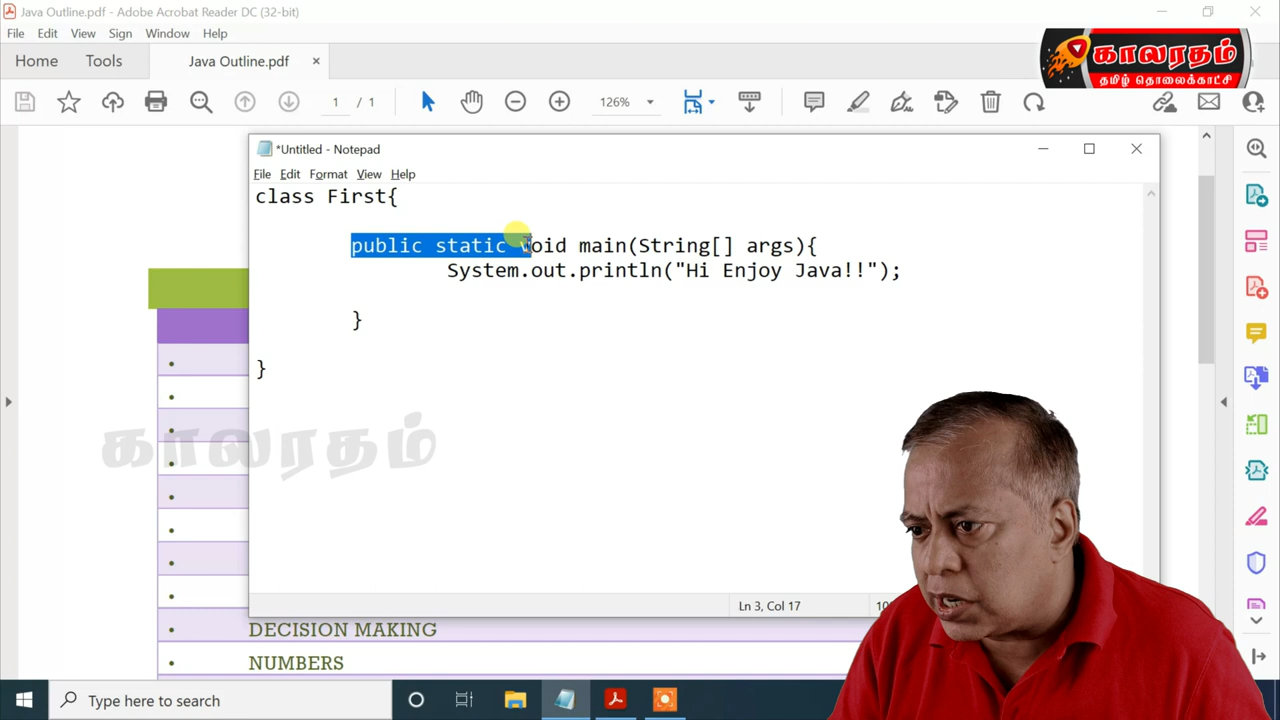 Java Outline.pdf - Adobe Acrobat Reader DC (32-bit)
File Edit View Sign Window Help
Home Tools Java Outline.pdf ×
காலரதம்
தமிழ் தொலைக்காட்சி
1 / 1 126%
*Untitled - Notepad
File Edit Format View Help
class First{
public static void main(String[] args){
System.out.println("Hi Enjoy Java!!");
}
}
காலரதம்
Ln 3, Col 17 10
DECISION MAKING
NUMBERS
Type here to search